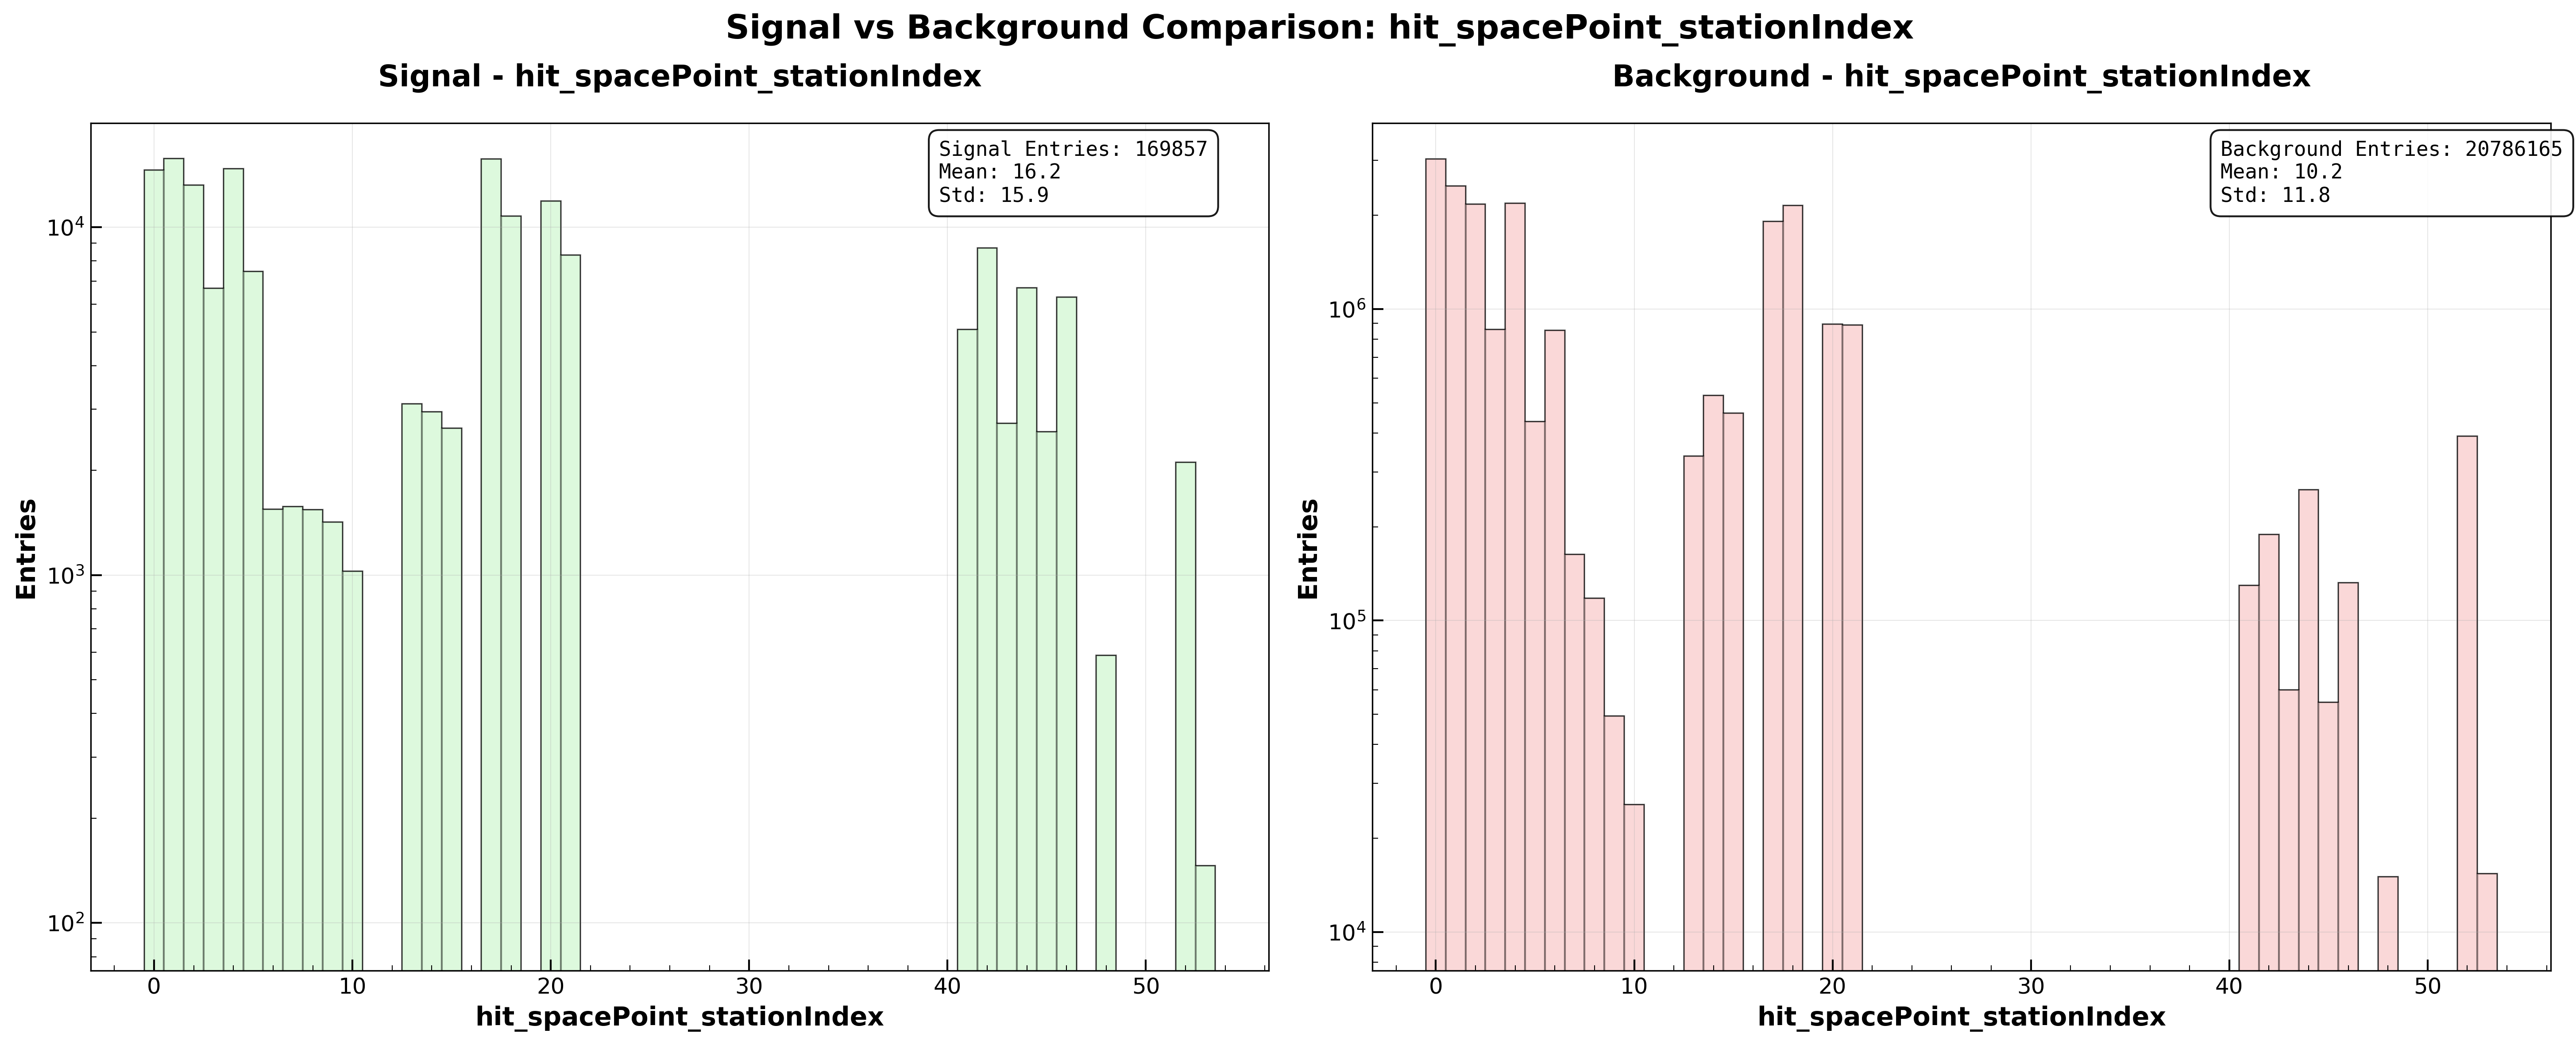 Signal vs Background Comparison: hit_spacePoint_stationIndex
Signal - hit_spacePoint_stationIndex
Signal Entries: 169857
Mean: 16.2
Std: 15.9
Entries
10⁴
10³
10²
0 10 20 30 40 50
hit_spacePoint_stationIndex
Background - hit_spacePoint_stationIndex
Background Entries: 20786165
Mean: 10.2
Std: 11.8
Entries
10⁶
10⁵
10⁴
0 10 20 30 40 50
hit_spacePoint_stationIndex